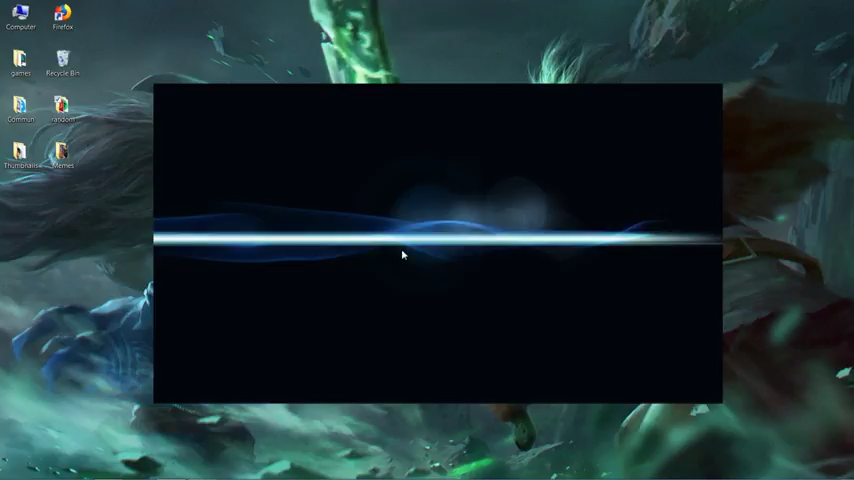 Computer
Firefox
games
Recycle Bin
Commun
random
Thumbnails
Memes